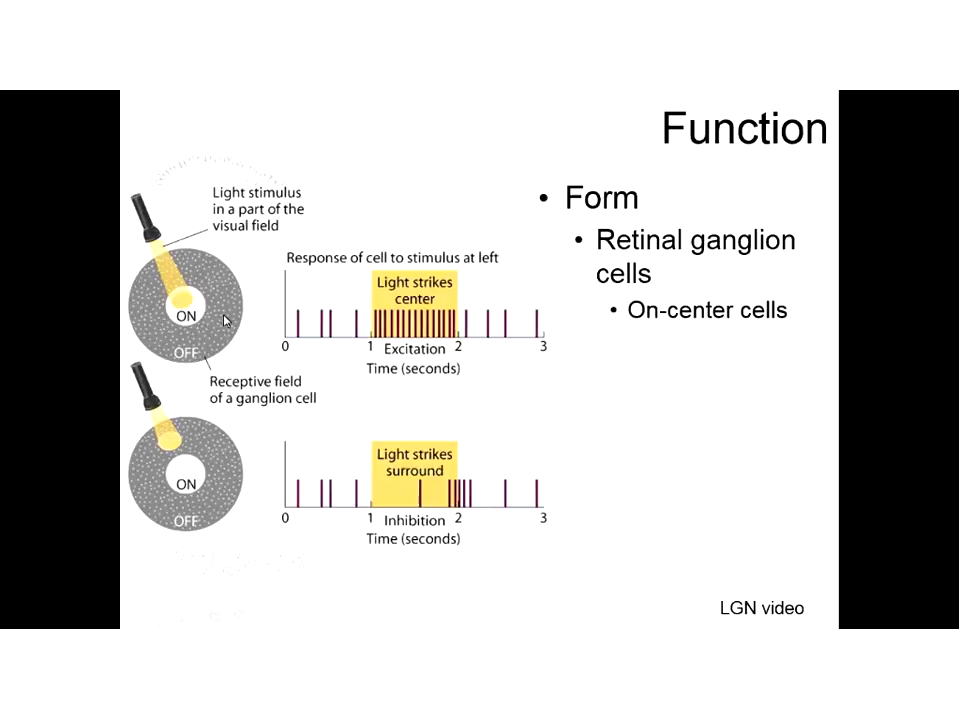 Function
Light stimulus
in a part of the
visual field
ON
OFF
Receptive field
of a ganglion cell
ON
OFF
Response of cell to stimulus at left
Light strikes
center
0 1 Excitation 2 3
Time (seconds)
Light strikes
surround
0 1 Inhibition 2 3
Time (seconds)
• Form
• Retinal ganglion
cells
• On-center cells
LGN video